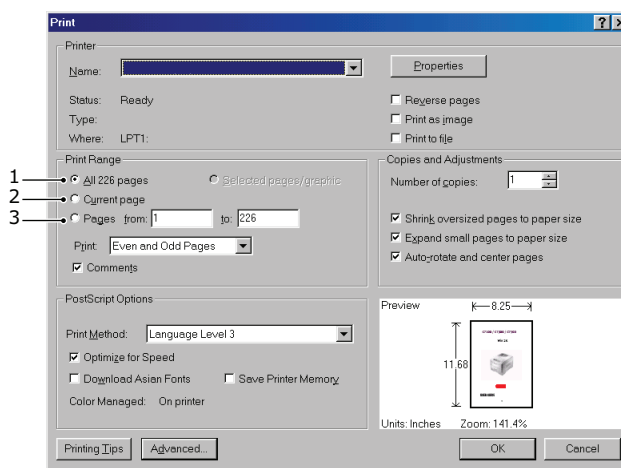 Print
Printer
Name:
Properties
Status: Ready
Reverse pages
Type:
Print as image
Where: LPT1:
Print to file
Print Range
1 All 226 pages
Selected pages/graphic
2 Current page
3 Pages from: 1 to: 226
Print: Even and Odd Pages
Comments
Copies and Adjustments
Number of copies: 1
Shrink oversized pages to paper size
Expand small pages to paper size
Auto-rotate and center pages
PostScript Options
Print Method: Language Level 3
Optimize for Speed
Download Asian Fonts
Save Printer Memory
Color Managed: On printer
Preview
8.25
11.68
Units: Inches Zoom: 141.4%
Printing Tips
Advanced...
OK
Cancel